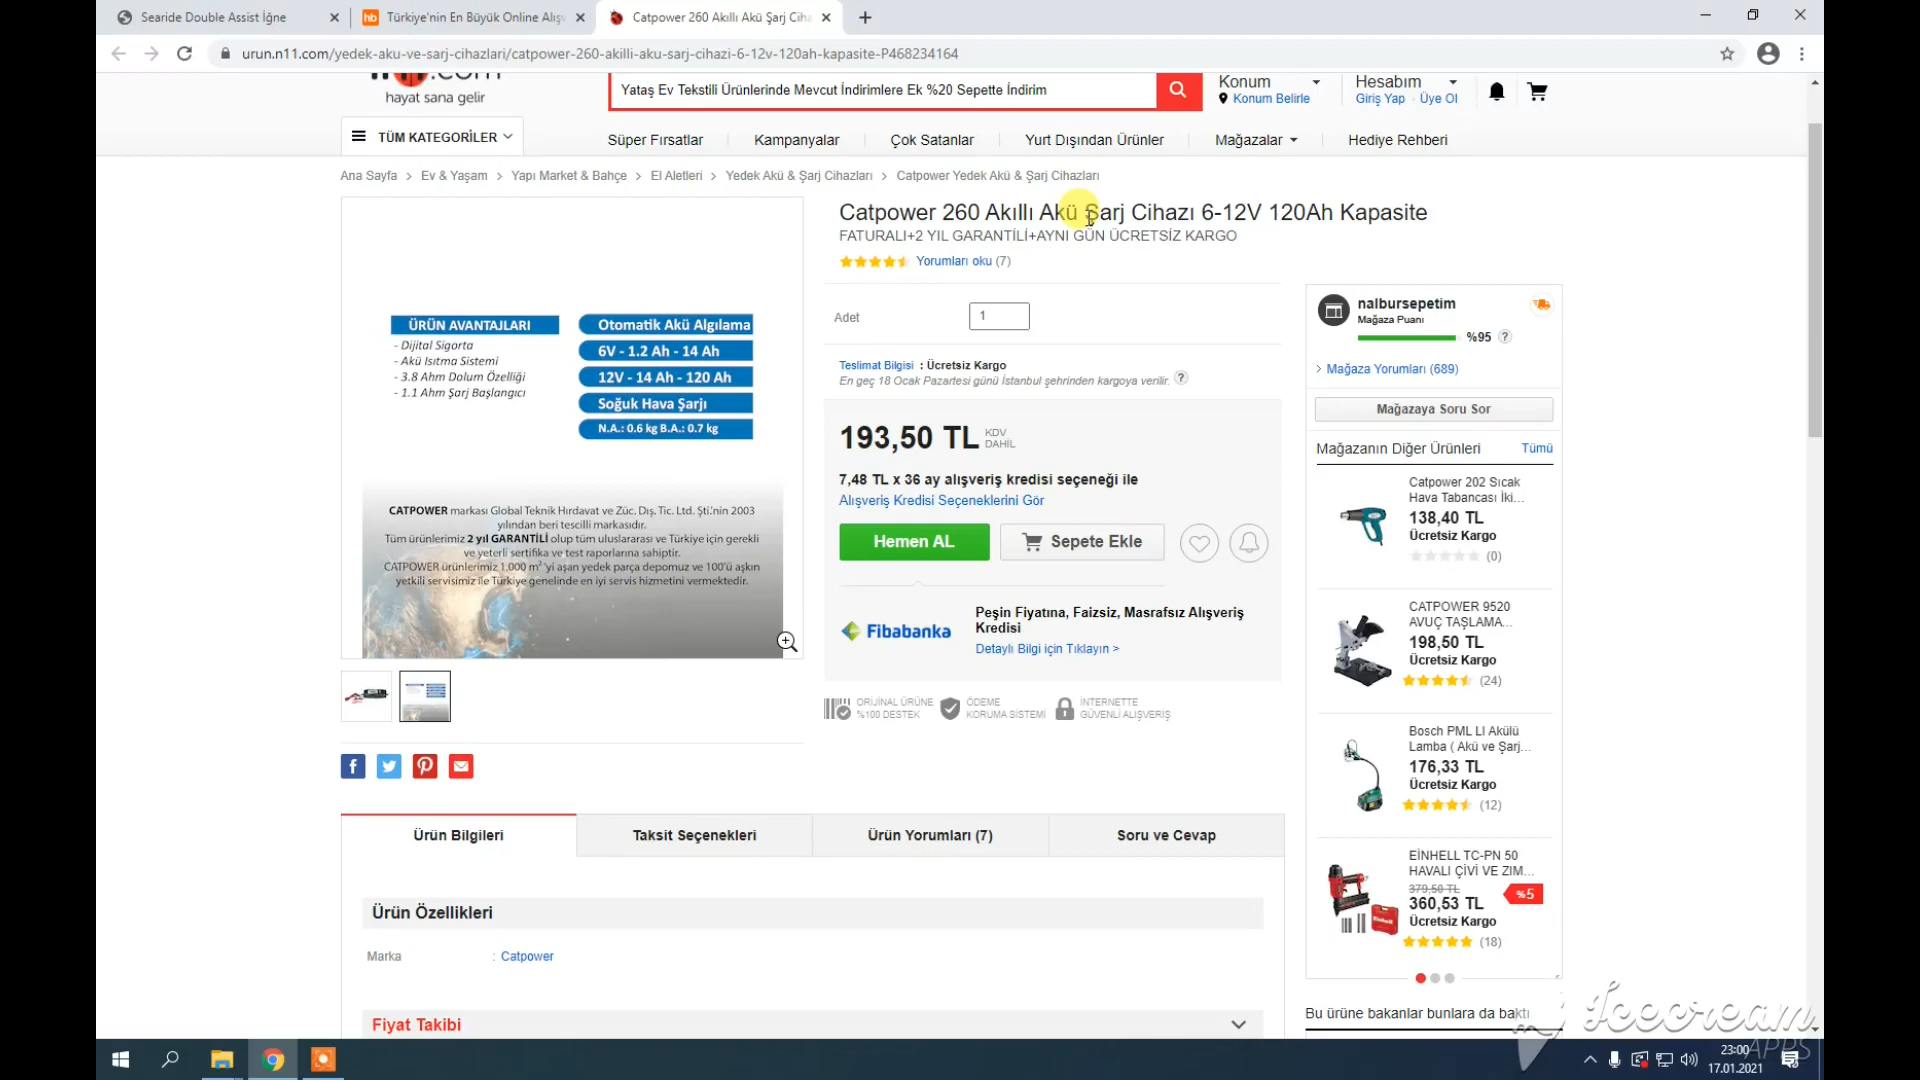 Searide Double Assist İğne
Türkiye'nin En Büyük Online Alışv
Catpower 260 Akıllı Akü Şarj Ciha
urun.n11.com/yedek-aku-ve-sarj-cihazlari/catpower-260-akilli-aku-sarj-cihazi-6-12v-120ah-kapasite-P468234164
hayat sana gelir
Yataş Ev Tekstili Ürünlerinde Mevcut İndirimlere Ek %20 Sepette İndirim
Konum
Konum Belirle
Hesabım
Giriş Yap · Üye Ol
TÜM KATEGORİLER
Süper Fırsatlar
Kampanyalar
Çok Satanlar
Yurt Dışından Ürünler
Mağazalar
Hediye Rehberi
Ana Sayfa > Ev & Yaşam > Yapı Market & Bahçe > El Aletleri > Yedek Akü & Şarj Cihazları > Catpower Yedek Akü & Şarj Cihazları
Catpower 260 Akıllı Akü Şarj Cihazı 6-12V 120Ah Kapasite
FATURALI+2 YIL GARANTİLİ+AYNI GÜN ÜCRETSİZ KARGO
Yorumları oku (7)
Adet
1
Teslimat Bilgisi : Ücretsiz Kargo
En geç 18 Ocak Pazartesi günü İstanbul şehrinden kargoya verilir. ?
193,50 TL KDV DAHİL
7,48 TL x 36 ay alışveriş kredisi seçeneği ile
Alışveriş Kredisi Seçeneklerini Gör
Hemen AL
Sepete Ekle
Fibabanka
Peşin Fiyatına, Faizsiz, Masrafsız Alışveriş
Kredisi
Detaylı Bilgi için Tıklayın >
ORİJİNAL ÜRÜNE
%100 DESTEK
ÖDEME
KORUMA SİSTEMİ
İNTERNETTE
GÜVENLİ ALIŞVERİŞ
ÜRÜN AVANTAJLARI
- Dijital Sigorta
- Akü Isıtma Sistemi
- 3.8 Ahm Dolum Özelliği
- 1.1 Ahm Şarj Başlangıcı
Otomatik Akü Algılama
6V - 1.2 Ah - 14 Ah
12V - 14 Ah - 120 Ah
Soğuk Hava Şarjı
N.A.: 0.6 kg B.A.: 0.7 kg
CATPOWER markası Global Teknik Hırdavat ve Züc. Dış. Tic. Ltd. Şti.'nin 2003
yılından beri tescilli markasıdır.
Tüm ürünlerimiz 2 yıl GARANTİLİ olup tüm uluslararası ve Türkiye için gerekli
ve yeterli sertifika ve test raporlarına sahiptir.
CATPOWER ürünlerimiz 1,000 m²'yi aşan yedek parça depomuz ve 100'ü aşkın
yetkili servisimiz ile Türkiye genelinde en iyi servis hizmetini vermektedir.
nalbursepetim
Mağaza Puanı
%95 ?
> Mağaza Yorumları (689)
Mağazaya Soru Sor
Mağazanın Diğer Ürünleri Tümü
Catpower 202 Sıcak
Hava Tabancası İki...
138,40 TL
Ücretsiz Kargo
(0)
CATPOWER 9520
AVUÇ TAŞLAMA...
198,50 TL
Ücretsiz Kargo
(24)
Bosch PML LI Akülü
Lamba ( Akü ve Şarj...
176,33 TL
Ücretsiz Kargo
(12)
EİNHELL TC-PN 50
HAVALI ÇİVİ VE ZIM...
379,50 TL
360,53 TL
%5
Ücretsiz Kargo
(18)
Bu ürüne bakanlar bunlara da baktı
Ürün Bilgileri
Taksit Seçenekleri
Ürün Yorumları (7)
Soru ve Cevap
Ürün Özellikleri
Marka : Catpower
Fiyat Takibi
Icecream
APPS
23:00
17.01.2021